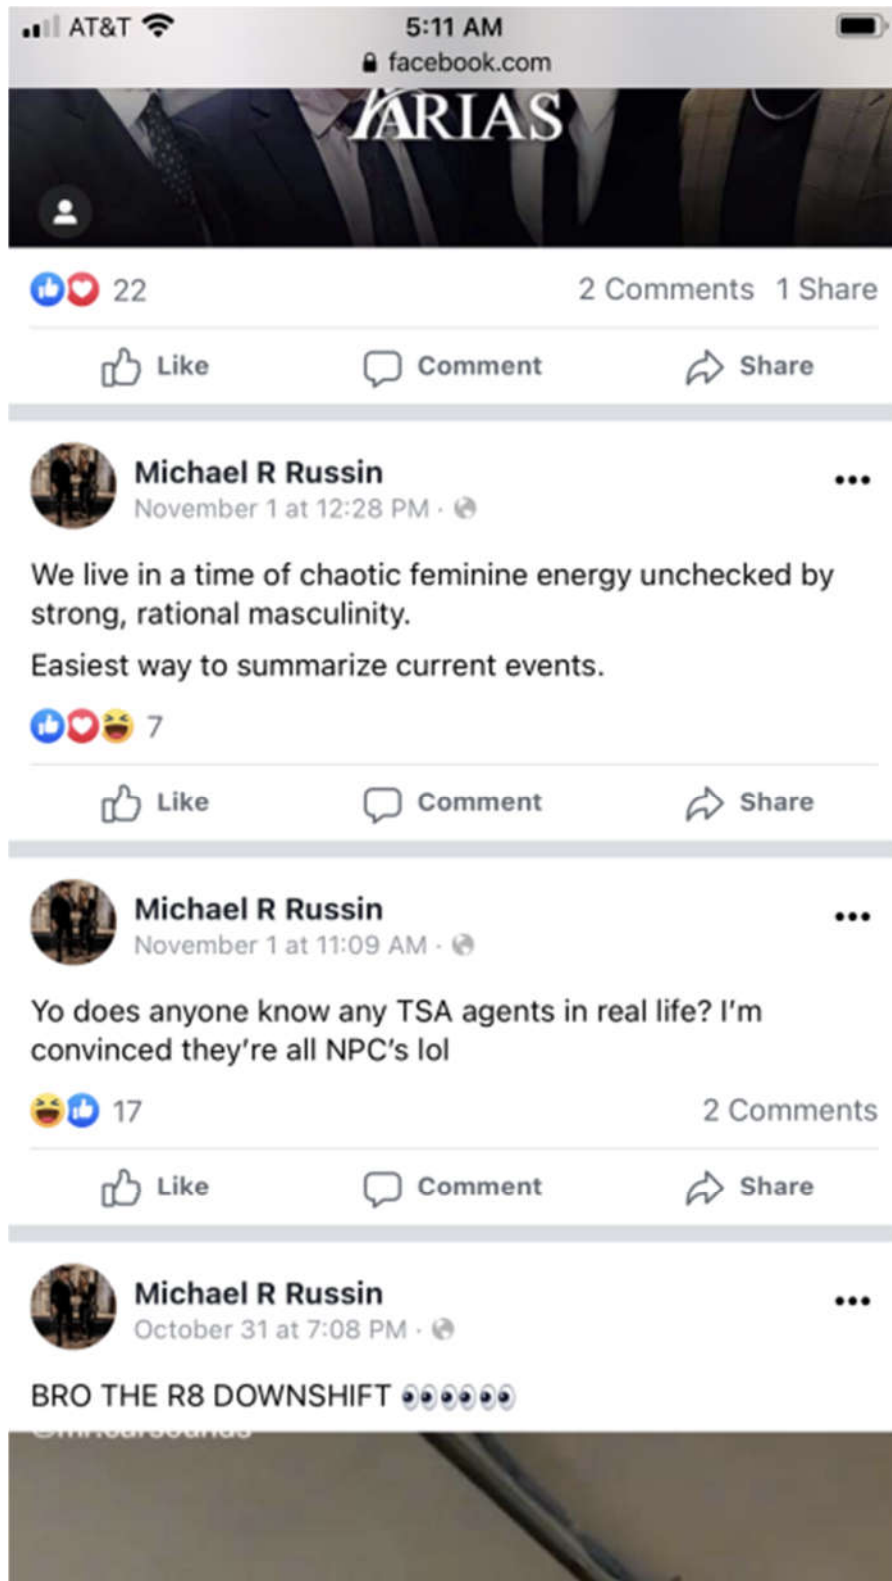 AT&T 5:11 AM
facebook.com
ARIAS
22 2 Comments 1 Share
Like Comment Share
Michael R Russin
November 1 at 12:28 PM ·
We live in a time of chaotic feminine energy unchecked by
strong, rational masculinity.
Easiest way to summarize current events.
7
Like Comment Share
Michael R Russin
November 1 at 11:09 AM ·
Yo does anyone know any TSA agents in real life? I'm
convinced they're all NPC's lol
17 2 Comments
Like Comment Share
Michael R Russin
October 31 at 7:08 PM ·
BRO THE R8 DOWNSHIFT 👀👀👀